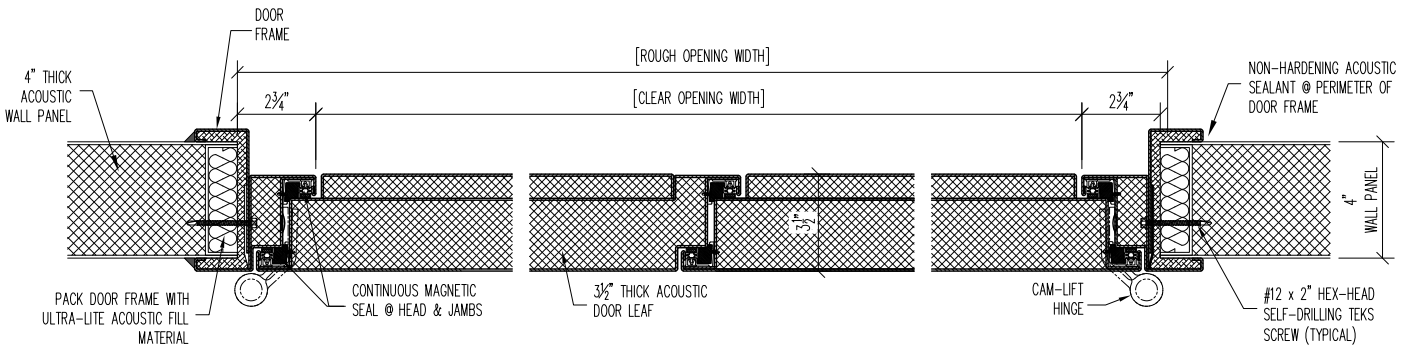 DOOR
FRAME
4" THICK
ACOUSTIC
WALL PANEL
[ROUGH OPENING WIDTH]
2¾"
[CLEAR OPENING WIDTH]
2¾"
NON-HARDENING ACOUSTIC
SEALANT @ PERIMETER OF
DOOR FRAME
3½"
4"
WALL PANEL
PACK DOOR FRAME WITH
ULTRA-LITE ACOUSTIC FILL
MATERIAL
CONTINUOUS MAGNETIC
SEAL @ HEAD & JAMBS
3½" THICK ACOUSTIC
DOOR LEAF
CAM-LIFT
HINGE
#12 x 2" HEX-HEAD
SELF-DRILLING TEKS
SCREW (TYPICAL)